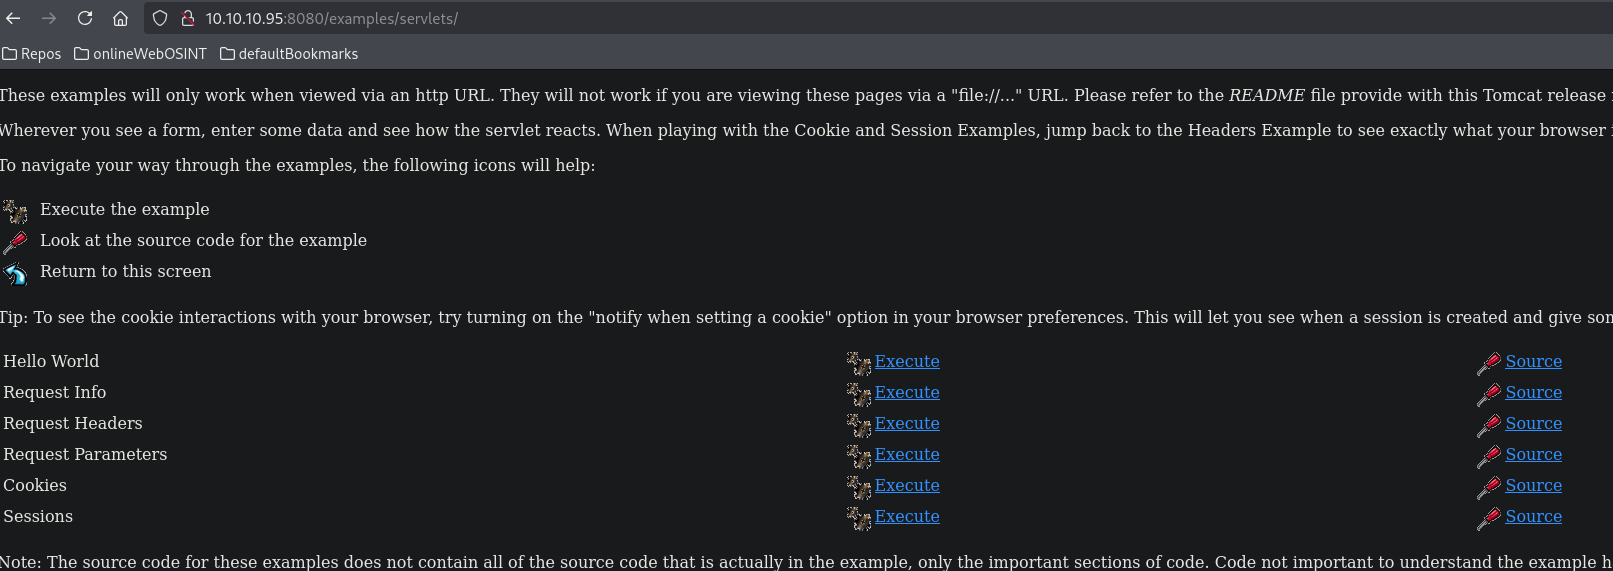 10.10.10.95:8080/examples/servlets/
Repos onlineWebOSINT defaultBookmarks
These examples will only work when viewed via an http URL. They will not work if you are viewing these pages via a "file://..." URL. Please refer to the README file provide with this Tomcat release
Wherever you see a form, enter some data and see how the servlet reacts. When playing with the Cookie and Session Examples, jump back to the Headers Example to see exactly what your browser
To navigate your way through the examples, the following icons will help:
Execute the example
Look at the source code for the example
Return to this screen
Tip: To see the cookie interactions with your browser, try turning on the "notify when setting a cookie" option in your browser preferences. This will let you see when a session is created and give
Hello World Execute Source
Request Info Execute Source
Request Headers Execute Source
Request Parameters Execute Source
Cookies Execute Source
Sessions Execute Source
Note: The source code for these examples does not contain all of the source code that is actually in the example, only the important sections of code. Code not important to understand the example